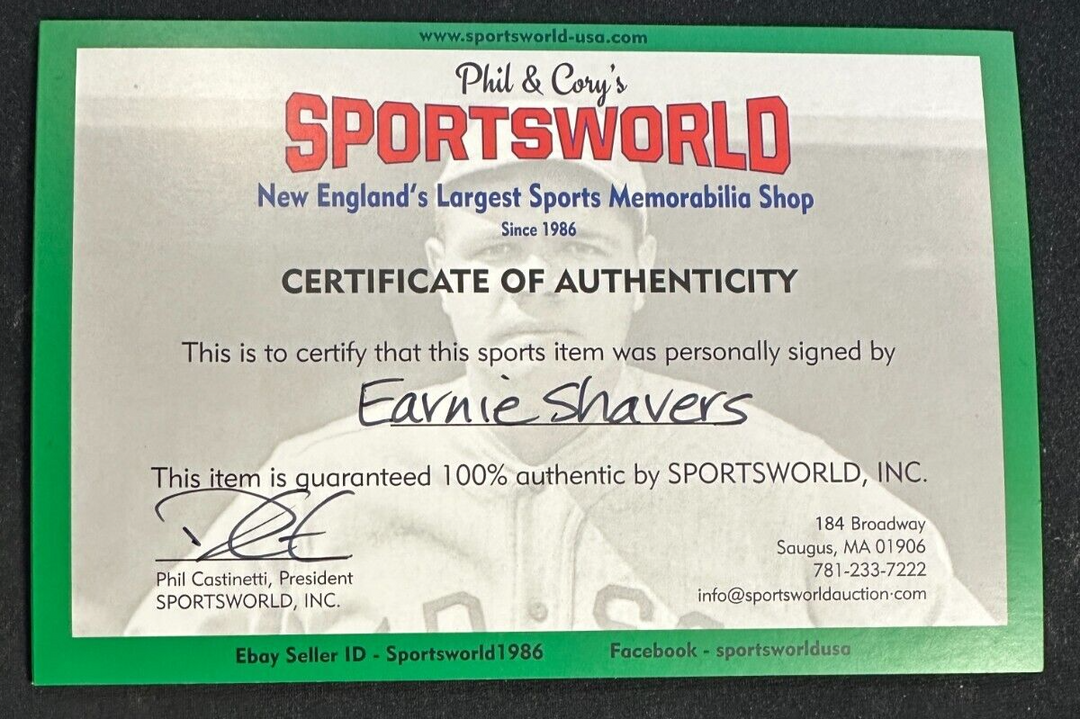 www.sportsworld-usa.com
Phil & Cory's
SPORTSWORLD
New England's Largest Sports Memorabilia Shop
Since 1986
CERTIFICATE OF AUTHENTICITY
This is to certify that this sports item was personally signed by
Earnie Shavers
This item is guaranteed 100% authentic by SPORTSWORLD, INC.
184 Broadway
Saugus, MA 01906
781-233-7222
info@sportsworldauction.com
Phil Castinetti, President
SPORTSWORLD, INC.
Ebay Seller ID - Sportsworld1986
Facebook - sportsworldusa